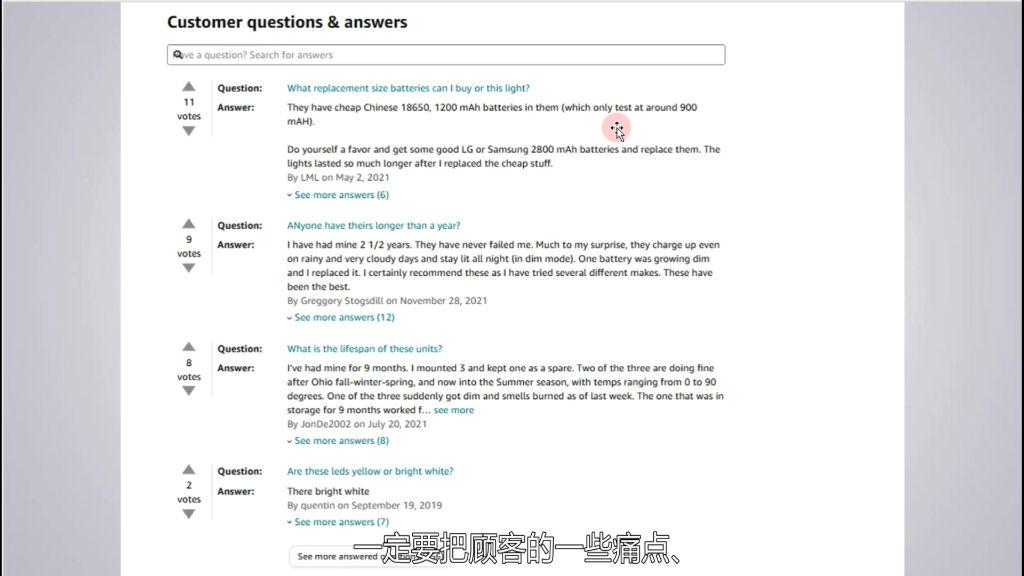 Customer questions & answers
ve a question? Search for answers
11
votes
Question: What replacement size batteries can I buy or this light?
Answer: They have cheap Chinese 18650, 1200 mAh batteries in them (which only test at around 900
mAH).
Do yourself a favor and get some good LG or Samsung 2800 mAh batteries and replace them. The
lights lasted so much longer after I replaced the cheap stuff.
By LML on May 2, 2021
See more answers (6)
9
votes
Question: ANyone have theirs longer than a year?
Answer: I have had mine 2 1/2 years. They have never failed me. Much to my surprise, they charge up even
on rainy and very cloudy days and stay lit all night (in dim mode). One battery was growing dim
and I replaced it. I certainly recommend these as I have tried several different makes. These have
been the best.
By Greggory Stogsdill on November 28, 2021
See more answers (12)
8
votes
Question: What is the lifespan of these units?
Answer: I've had mine for 9 months. I mounted 3 and kept one as a spare. Two of the three are doing fine
after Ohio fall-winter-spring, and now into the Summer season, with temps ranging from 0 to 90
degrees. One of the three suddenly got dim and smells burned as of last week. The one that was in
storage for 9 months worked f... see more
By JonDe2002 on July 20, 2021
See more answers (8)
2
votes
Question: Are these leds yellow or bright white?
Answer: There bright white
By quentin on September 19, 2019
See more answers (7)
See more answered
一定要把顾客的一些痛点、